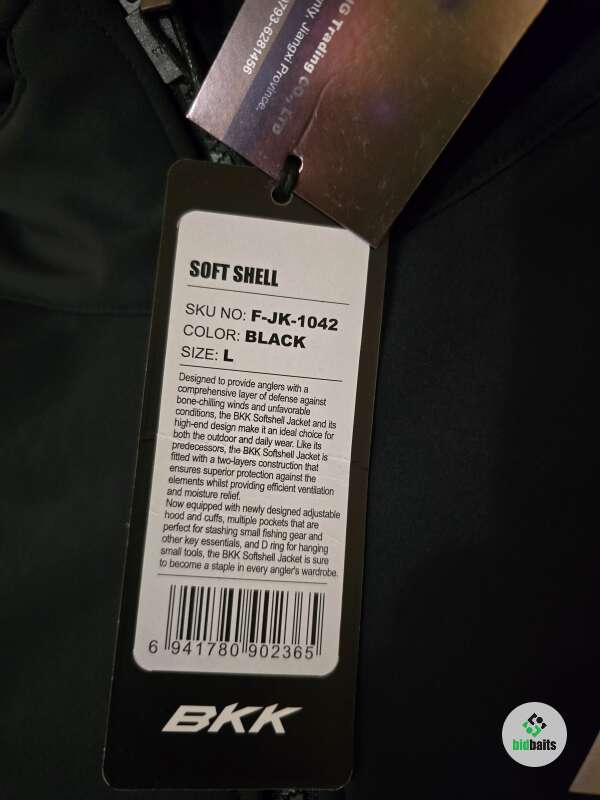 NG Trading CO., LTD
unty, Jiangxi Province,
0793-6281456
SOFT SHELL
SKU NO: F-JK-1042
COLOR: BLACK
SIZE: L
Designed to provide anglers with a
comprehensive layer of defense against
bone-chilling winds and unfavorable
conditions, the BKK Softshell Jacket and its
high-end design make it an ideal choice for
both the outdoor and daily wear. Like its
predecessors, the BKK Softshell Jacket is
fitted with a two-layers construction that
ensures superior protection against the
elements whilst providing efficient ventilation
and moisture relief.
Now equipped with newly designed adjustable
hood and cuffs, multiple pockets that are
perfect for stashing small fishing gear and
other key essentials, and D ring for hanging
small tools, the BKK Softshell Jacket is sure
to become a staple in every angler's wardrobe.
6 941780 902365
BKK
bidbaits